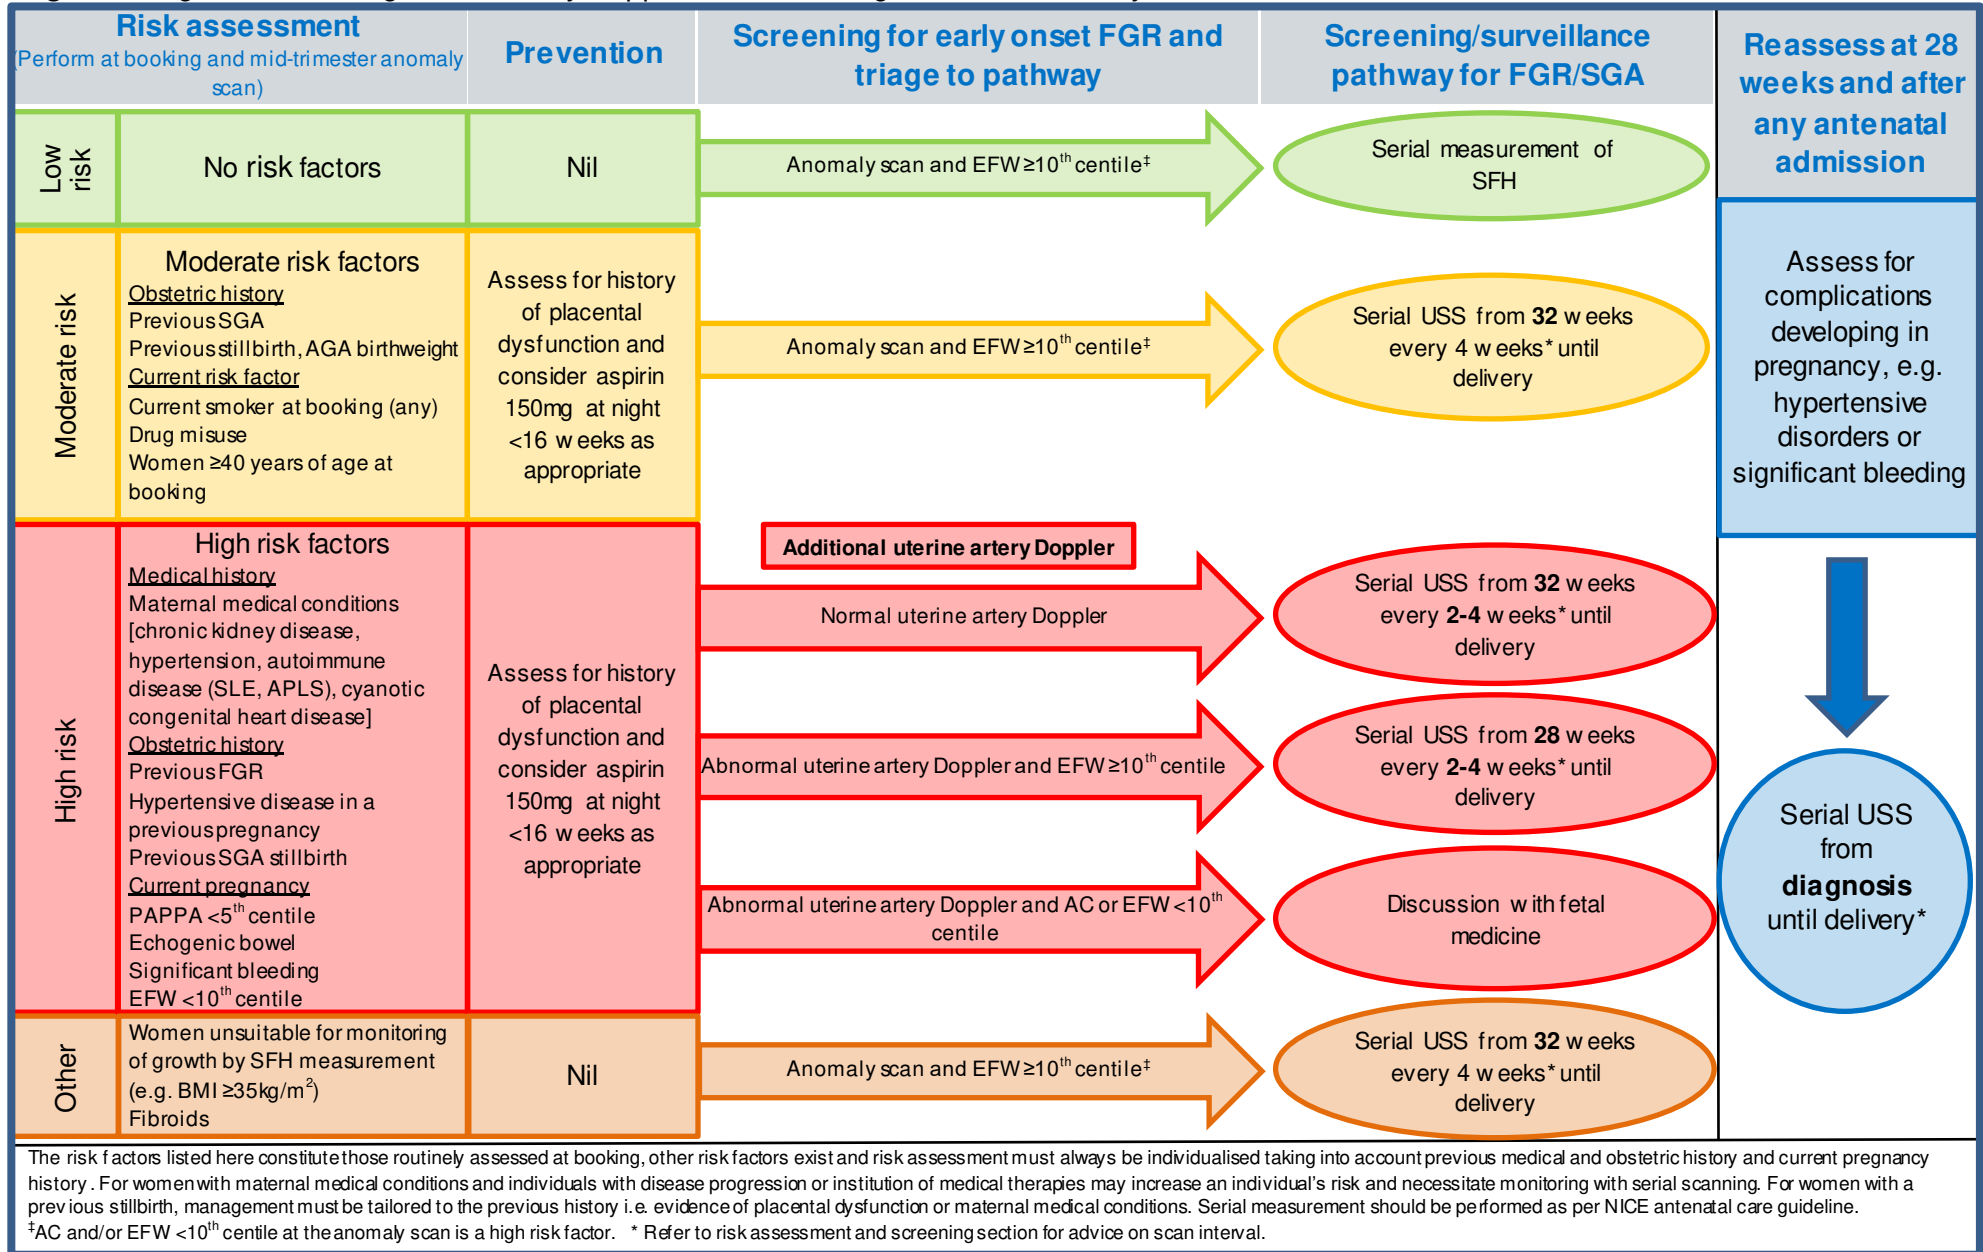 Risk assessment
(Perform at booking and mid-trimester anomaly
scan)
Prevention
Screening for early onset FGR and
triage to pathway
Screening/surveillance
pathway for FGR/SGA
Reassess at 28
weeks and after
any antenatal
admission
Low
risk
No risk factors
Nil
Anomaly scan and EFW ≥10th centile‡
Serial measurement of
SFH
Moderate risk
Moderate risk factors
Obstetric history
Previous SGA
Previous stillbirth, AGA birthweight
Current risk factor
Current smoker at booking (any)
Drug misuse
Women ≥40 years of age at
booking
Assess for history
of placental
dysfunction and
consider aspirin
150mg at night
<16 weeks as
appropriate
Anomaly scan and EFW ≥10th centile‡
Serial USS from 32 weeks
every 4 weeks* until
delivery
High risk
High risk factors
Medical history
Maternal medical conditions
[chronic kidney disease,
hypertension, autoimmune
disease (SLE, APLS), cyanotic
congenital heart disease]
Obstetric history
Previous FGR
Hypertensive disease in a
previous pregnancy
Previous SGA stillbirth
Current pregnancy
PAPPA <5th centile
Echogenic bowel
Significant bleeding
EFW <10th centile
Assess for history
of placental
dysfunction and
consider aspirin
150mg at night
<16 weeks as
appropriate
Additional uterine artery Doppler
Normal uterine artery Doppler
Serial USS from 32 weeks
every 2-4 weeks* until
delivery
Abnormal uterine artery Doppler and EFW ≥10th centile
Serial USS from 28 weeks
every 2-4 weeks* until
delivery
Abnormal uterine artery Doppler and AC or EFW <10th
centile
Discussion with fetal
medicine
Other
Women unsuitable for monitoring
of growth by SFH measurement
(e.g. BMI ≥35kg/m2)
Fibroids
Nil
Anomaly scan and EFW ≥10th centile‡
Serial USS from 32 weeks
every 4 weeks* until
delivery
Assess for
complications
developing in
pregnancy, e.g.
hypertensive
disorders or
significant bleeding
Serial USS
from
diagnosis
until delivery*
The risk factors listed here constitute those routinely assessed at booking, other risk factors exist and risk assessment must always be individualised taking into account previous medical and obstetric history and current pregnancy
history. For women with maternal medical conditions and individuals with disease progression or institution of medical therapies may increase an individual's risk and necessitate monitoring with serial scanning. For women with a
previous stillbirth, management must be tailored to the previous history i.e. evidence of placental dysfunction or maternal medical conditions. Serial measurement should be performed as per NICE antenatal care guideline.
‡AC and/or EFW <10th centile at the anomaly scan is a high risk factor. * Refer to risk assessment and screening section for advice on scan interval.